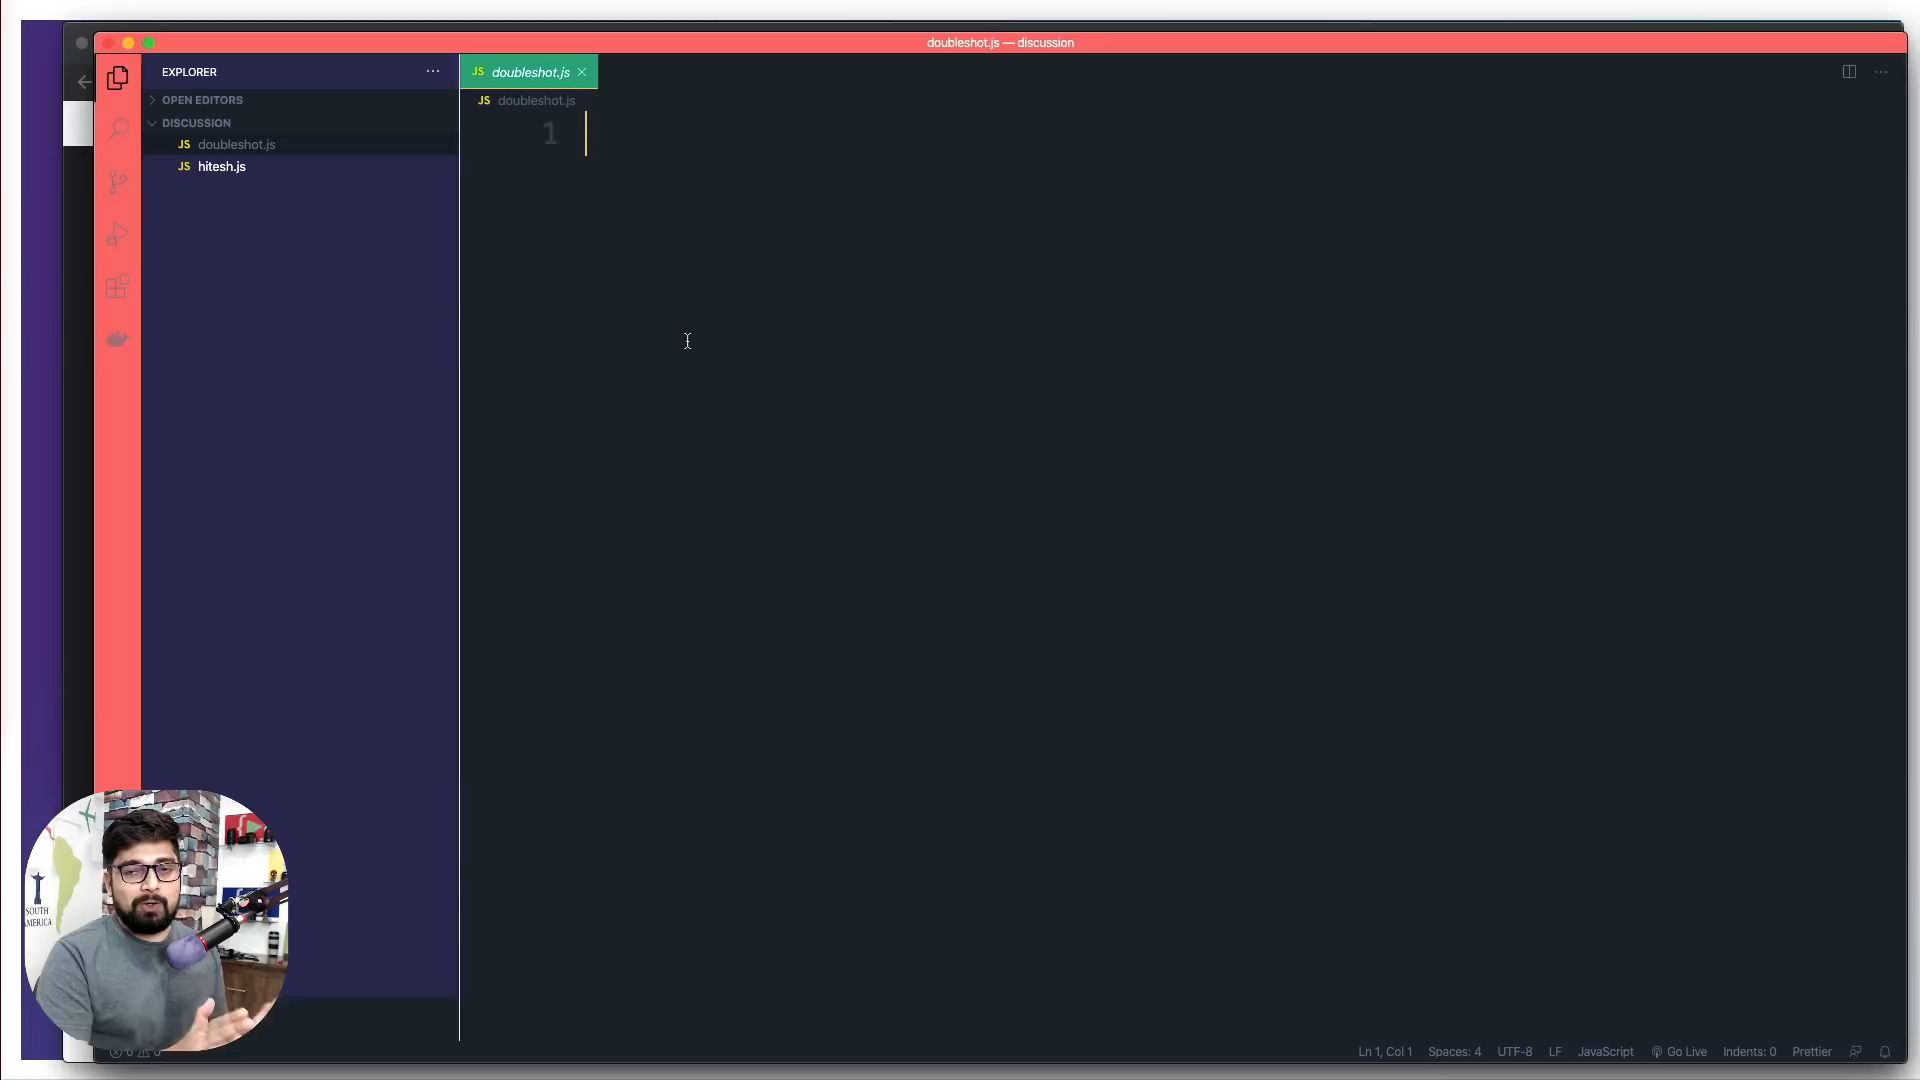 doubleshot.js — discussion
EXPLORER
OPEN EDITORS
DISCUSSION
JS doubleshot.js
JS hitesh.js
JS doubleshot.js
JS doubleshot.js
1
SOUTH
AMERICA
Ln 1, Col 1 Spaces: 4 UTF-8 LF JavaScript Go Live Indents: 0 Prettier